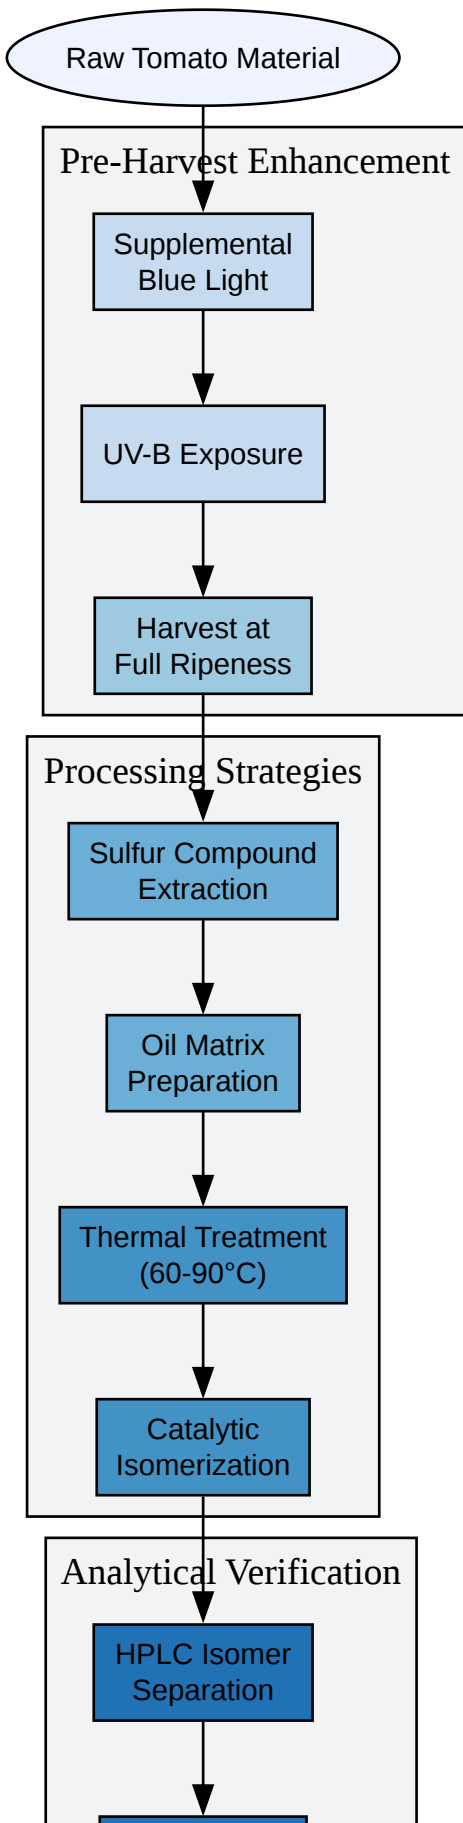 Raw Tomato Material
Pre-Harvest Enhancement
Supplemental
Blue Light
UV-B Exposure
Harvest at
Full Ripeness
Processing Strategies
Sulfur Compound
Extraction
Oil Matrix
Preparation
Thermal Treatment
(60-90°C)
Catalytic
Isomerization
Analytical Verification
HPLC Isomer
Separation